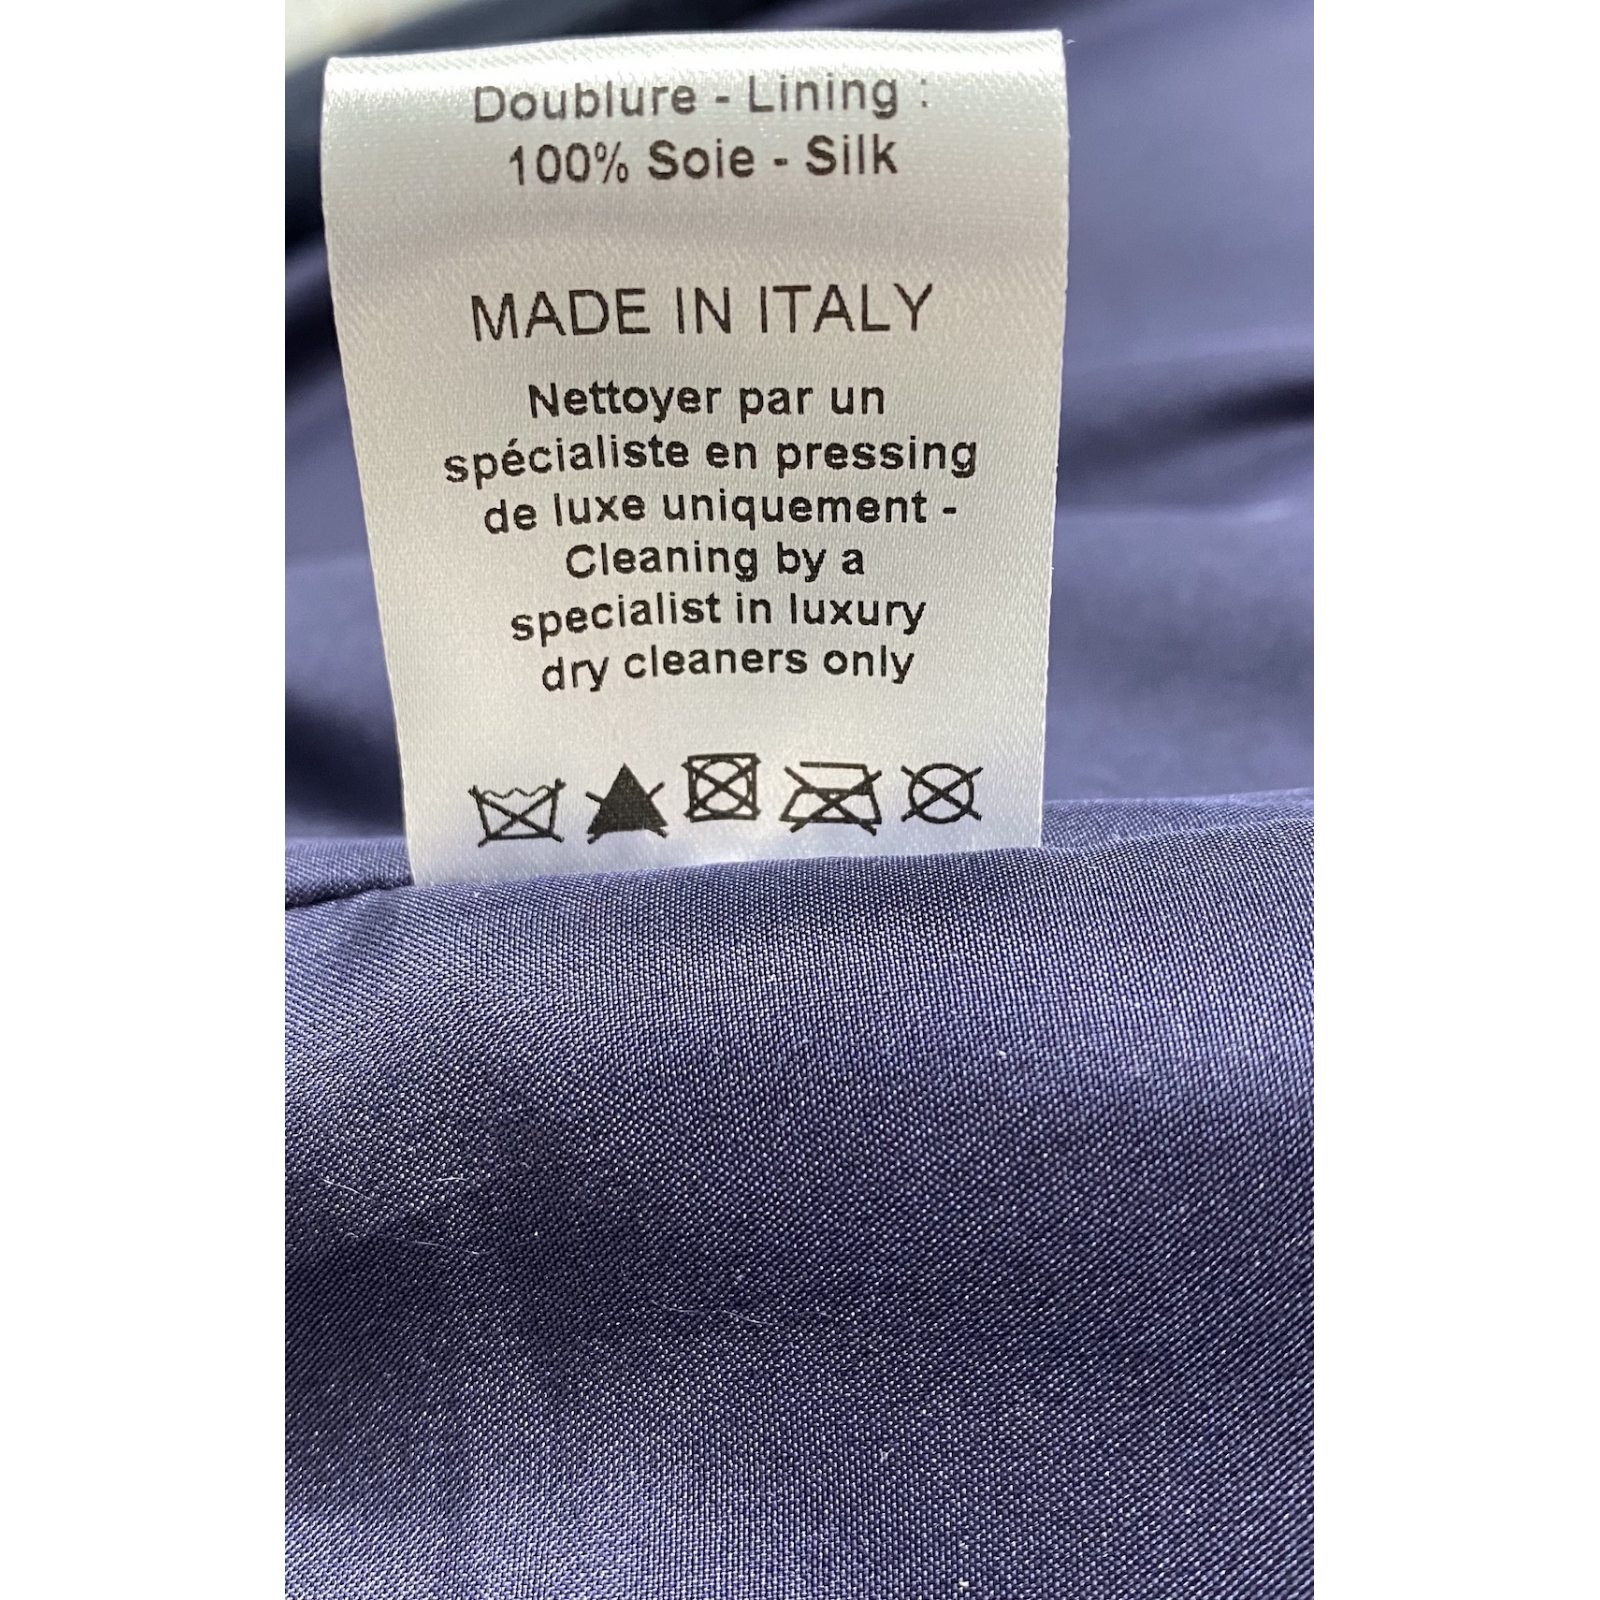 Doublure - Lining :
100% Soie - Silk
MADE IN ITALY
Nettoyer par un
spécialiste en pressing
de luxe uniquement -
Cleaning by a
specialist in luxury
dry cleaners only